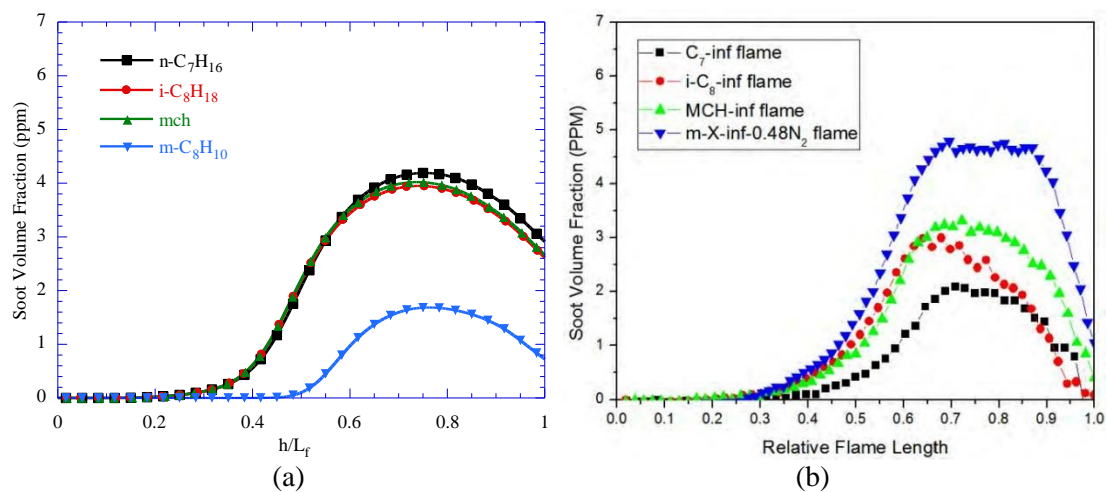 7
6
5
4
3
2
1
0
Soot Volume Fraction (ppm)
n-C₇H₁₆
i-C₈H₁₈
mch
m-C₈H₁₀
0 0.2 0.4 0.6 0.8 1
h/L_f
(a)
7
6
5
4
3
2
1
0
Soot Volume Fraction (PPM)
C₇-inf flame
i-C₈-inf flame
MCH-inf flame
m-X-inf-0.48N₂ flame
0.0 0.1 0.2 0.3 0.4 0.5 0.6 0.7 0.8 0.9 1.0
Relative Flame Length
(b)